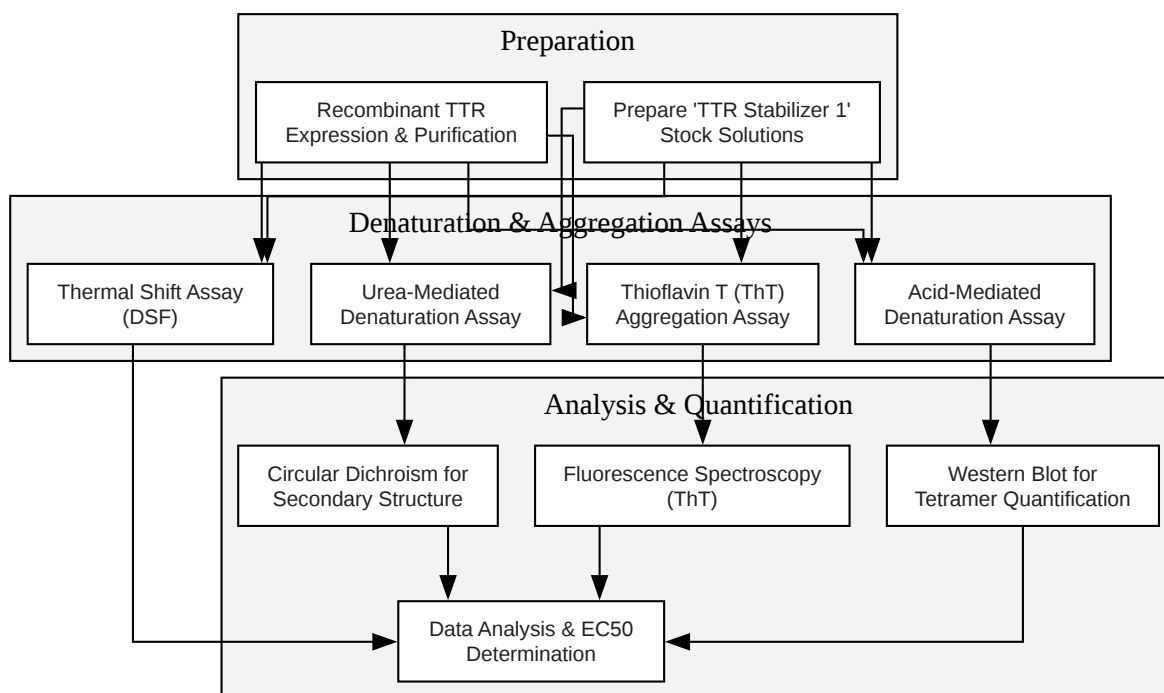 Preparation
Recombinant TTR
Expression & Purification
Prepare 'TTR Stabilizer 1'
Stock Solutions
Denaturation & Aggregation Assays
Thermal Shift Assay
(DSF)
Urea-Mediated
Denaturation Assay
Thioflavin T (ThT)
Aggregation Assay
Acid-Mediated
Denaturation Assay
Analysis & Quantification
Circular Dichroism for
Secondary Structure
Fluorescence Spectroscopy
(ThT)
Western Blot for
Tetramer Quantification
Data Analysis & EC50
Determination